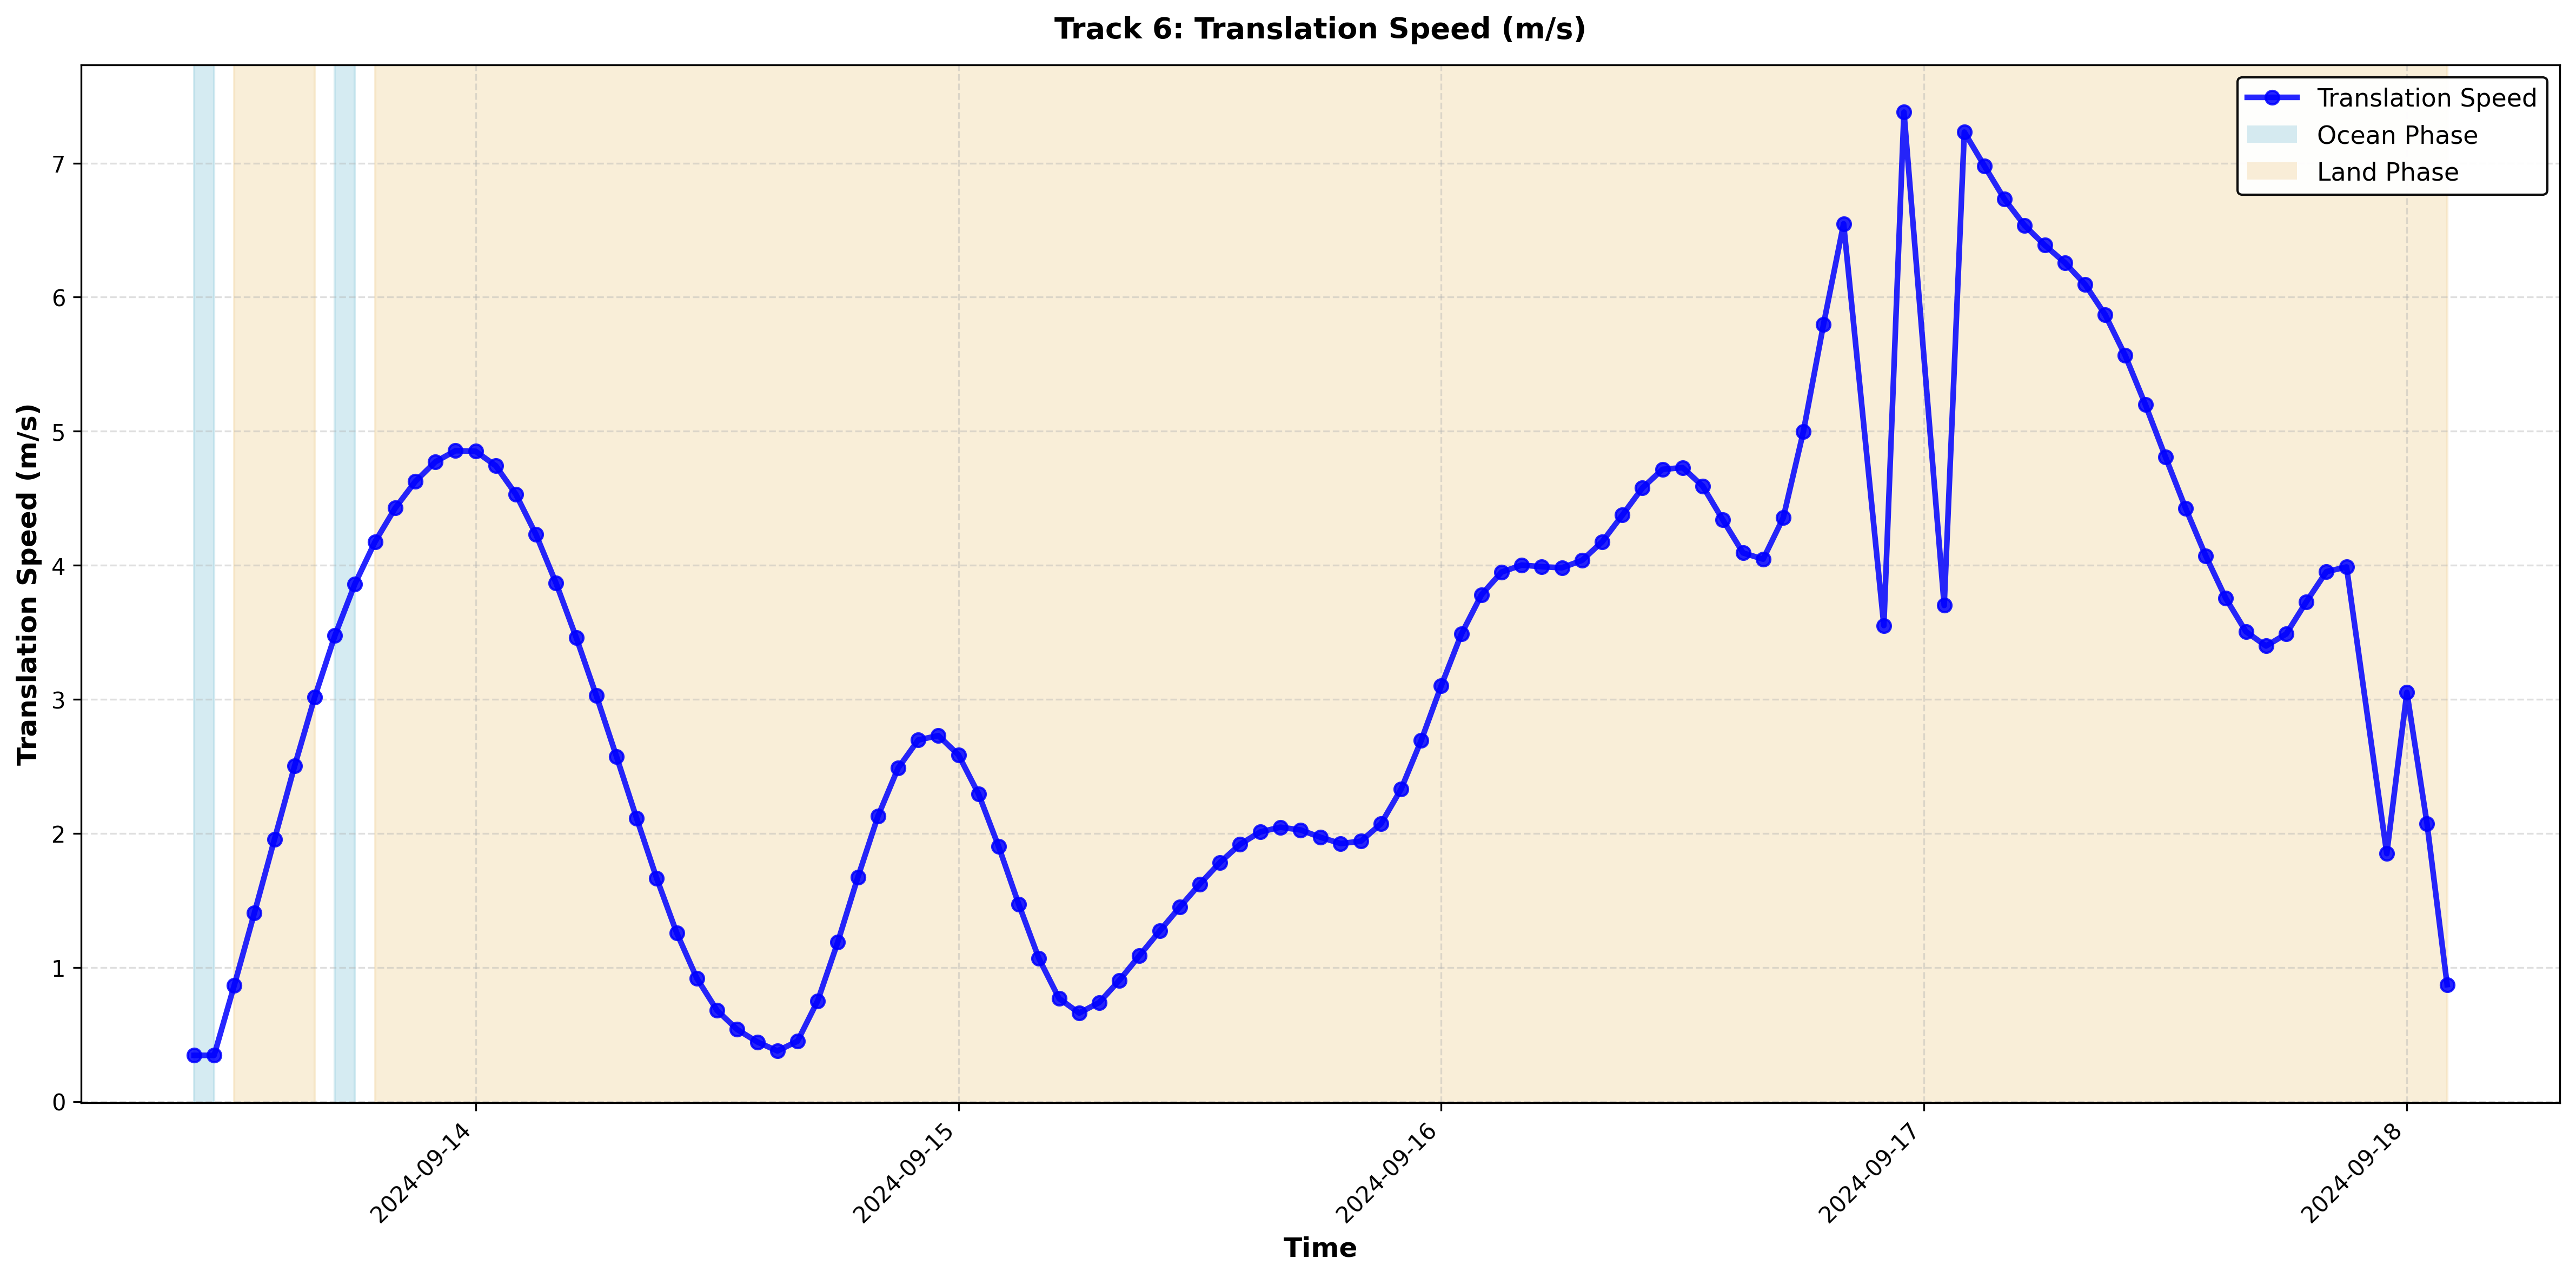 Track 6: Translation Speed (m/s)
Translation Speed
Ocean Phase
Land Phase
Translation Speed (m/s)
7
6
5
4
3
2
1
0
2024-09-14
2024-09-15
2024-09-16
2024-09-17
2024-09-18
Time